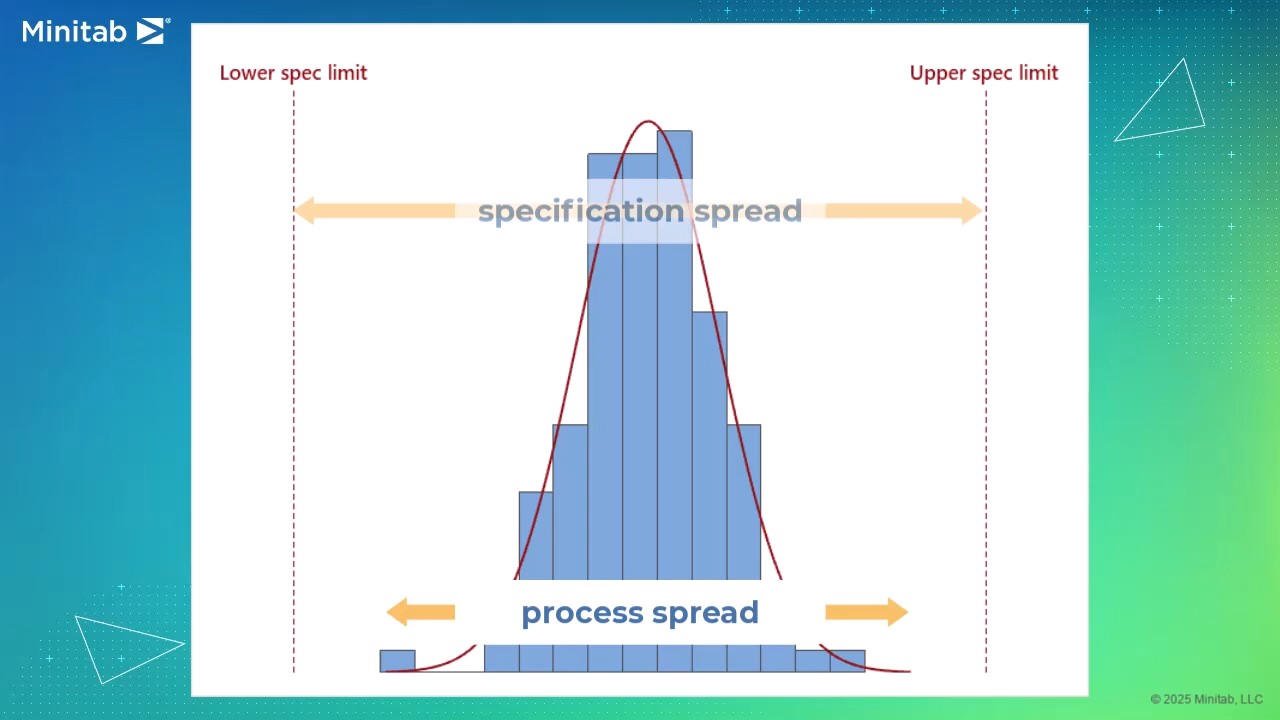 Minitab
Lower spec limit
Upper spec limit
specification spread
process spread
© 2025 Minitab, LLC